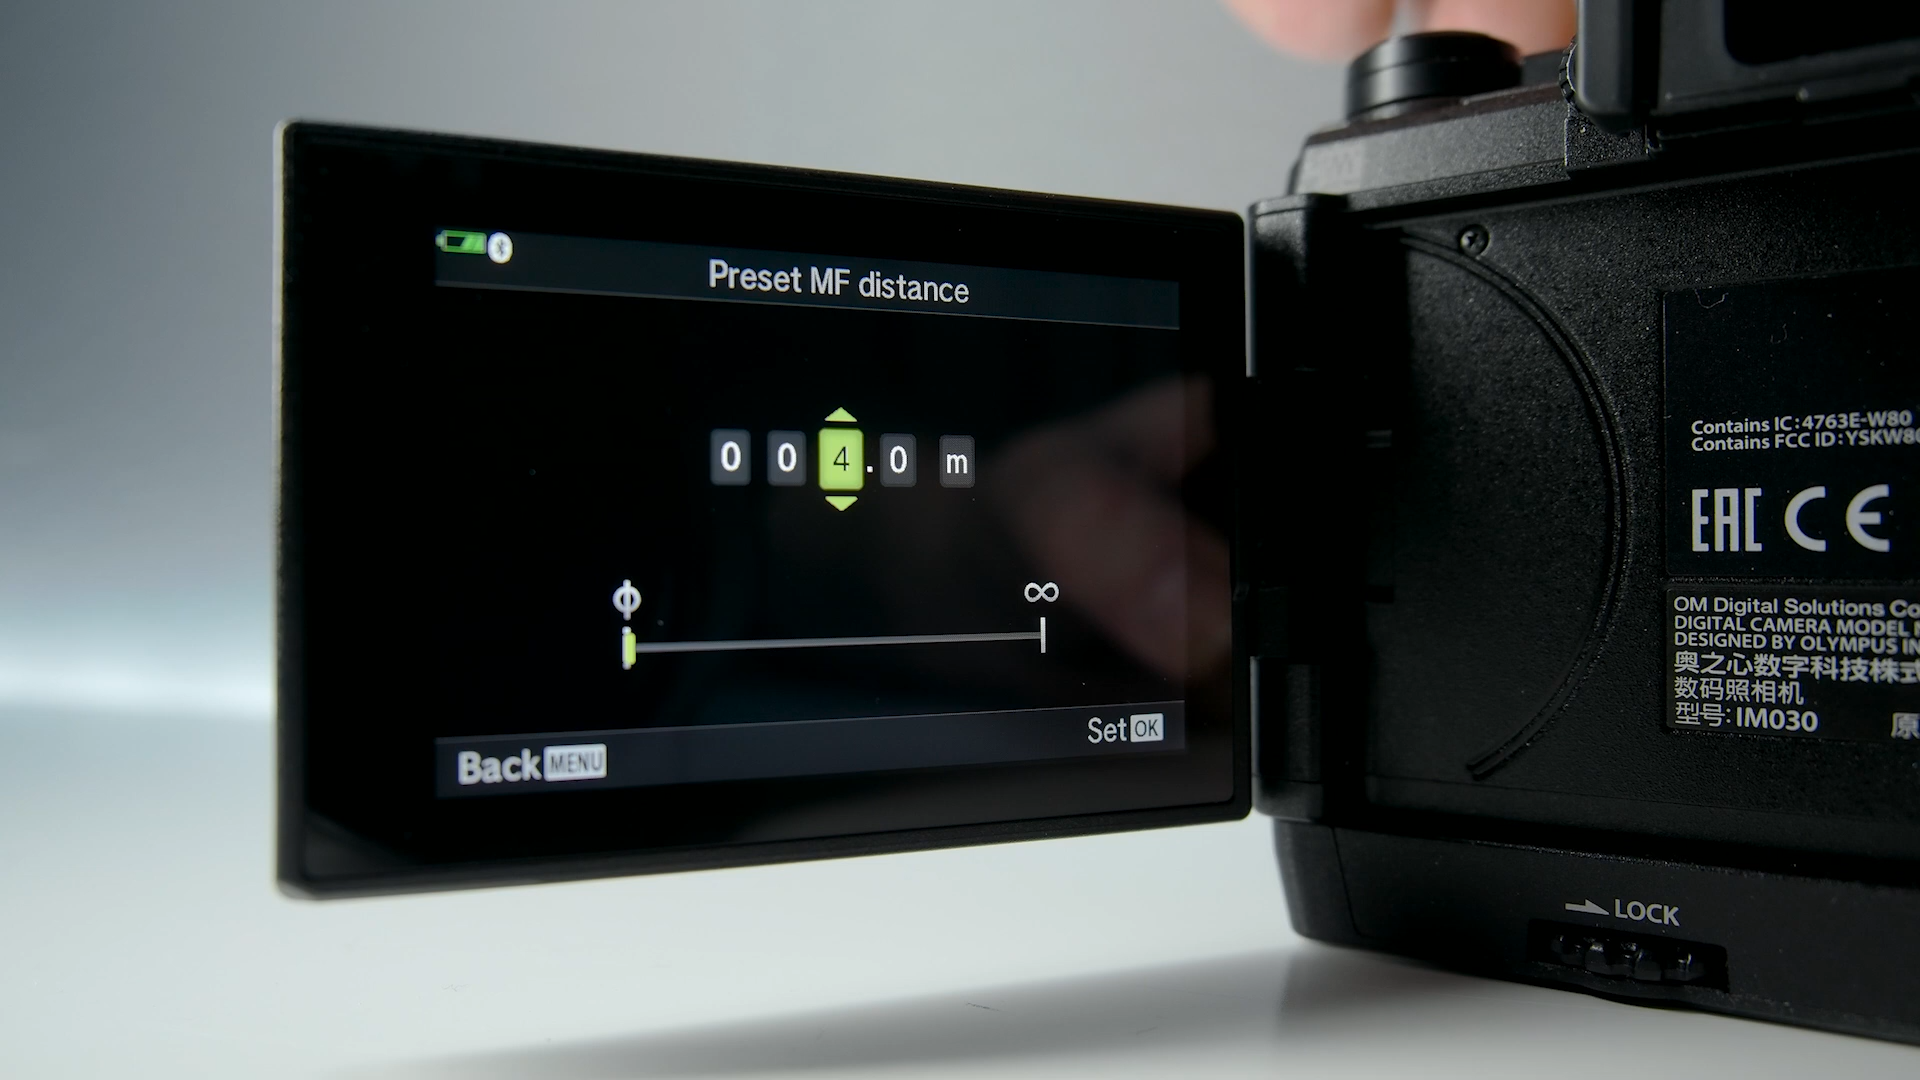 Preset MF distance
0 0 4.0 m
∞
Back MENU
Set OK
Contains IC:4763E-W80
Contains FCC ID:YSKW80
EAC CE
OM Digital Solutions Co
DIGITAL CAMERA MODEL
DESIGNED BY OLYMPUS IN
奥之心数字科技株式
数码照相机
型号:IM030
原
LOCK